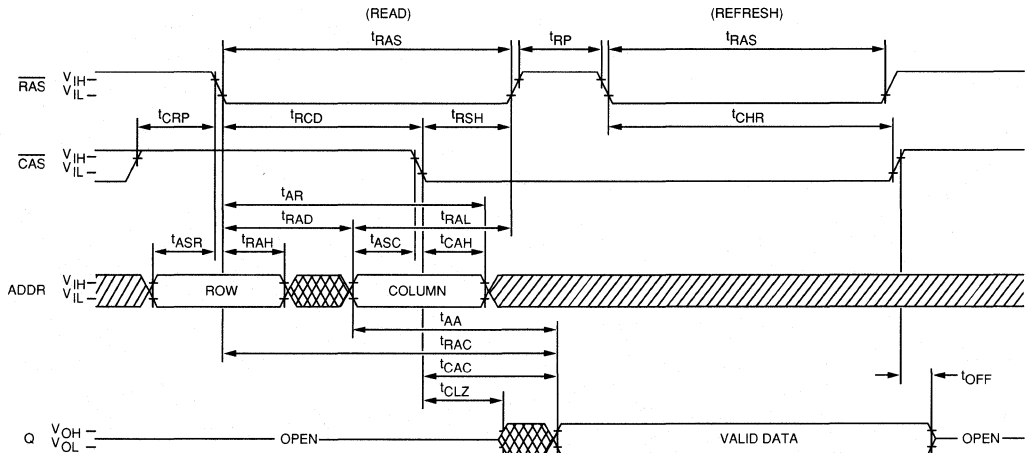 (READ) (REFRESH)
tRAS tRP tRAS
RAS VIH
VIL
tCRP tRCD tRSH tCHR
CAS VIH
VIL
tAR
tRAD tRAL
tASR tRAH tASC tCAH
ADDR VIH
VIL
ROW COLUMN
tAA
tRAC
tCAC
tCLZ
tOFF
Q VOH
VOL
OPEN VALID DATA OPEN